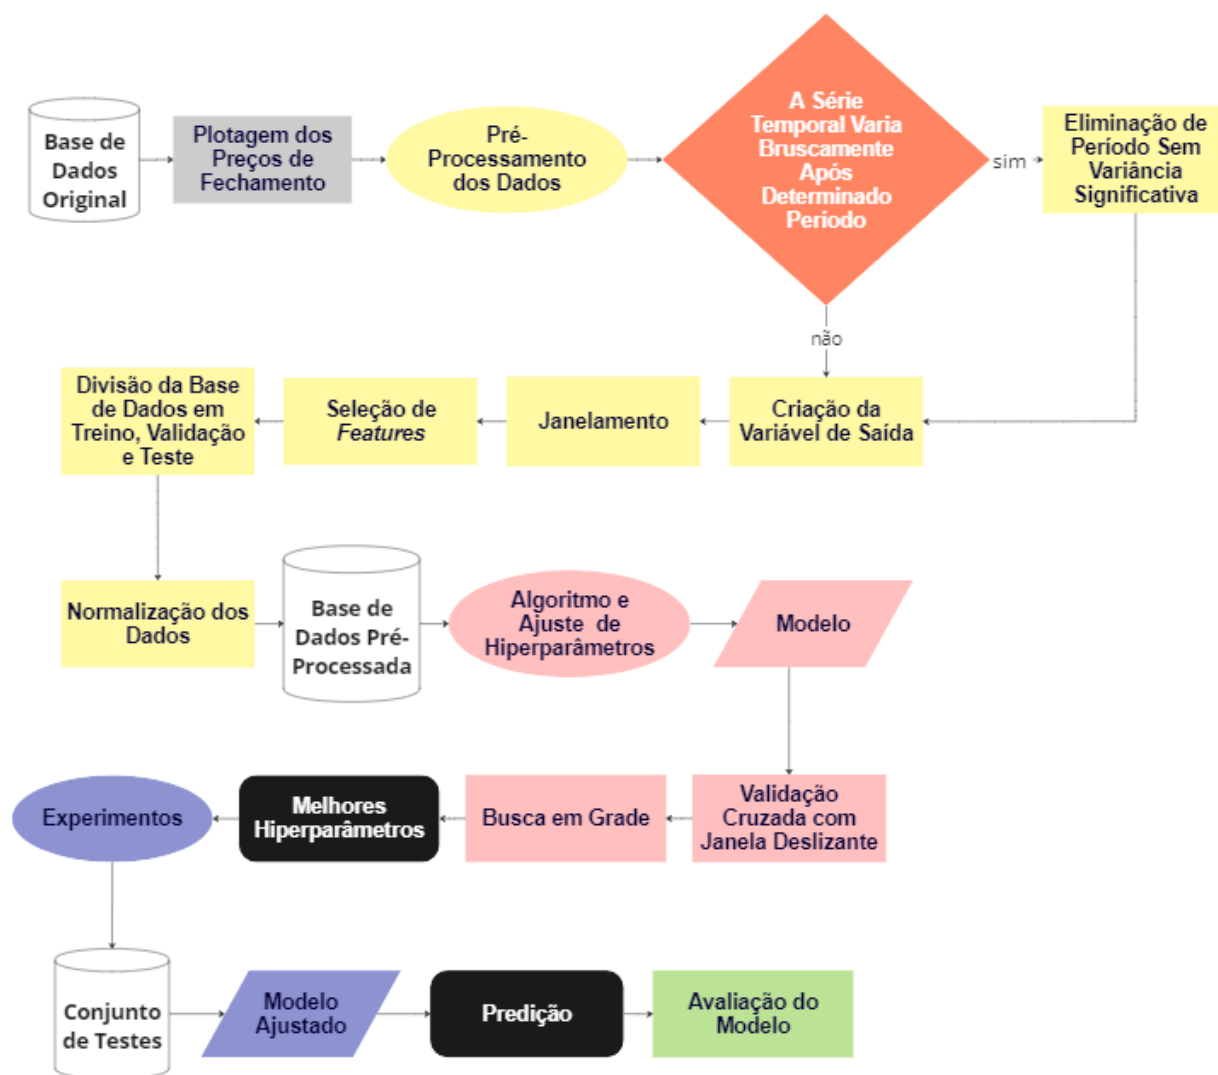 Base de
Dados
Original
Plotagem dos
Preços de
Fechamento
Pré-
Processamento
dos Dados
A Série
Temporal Varia
Bruscamente
Após
Determinado
Período
sim
Eliminação de
Período Sem
Variância
Significativa
não
Divisão da Base
de Dados em
Treino, Validação
e Teste
Seleção de
Features
Janelamento
Criação da
Variável de Saída
Normalização dos
Dados
Base de
Dados Pré-
Processada
Algoritmo e
Ajuste de
Hiperparâmetros
Modelo
Experimentos
Melhores
Hiperparâmetros
Busca em Grade
Validação
Cruzada com
Janela Deslizante
Conjunto
de Testes
Modelo
Ajustado
Predição
Avaliação do
Modelo